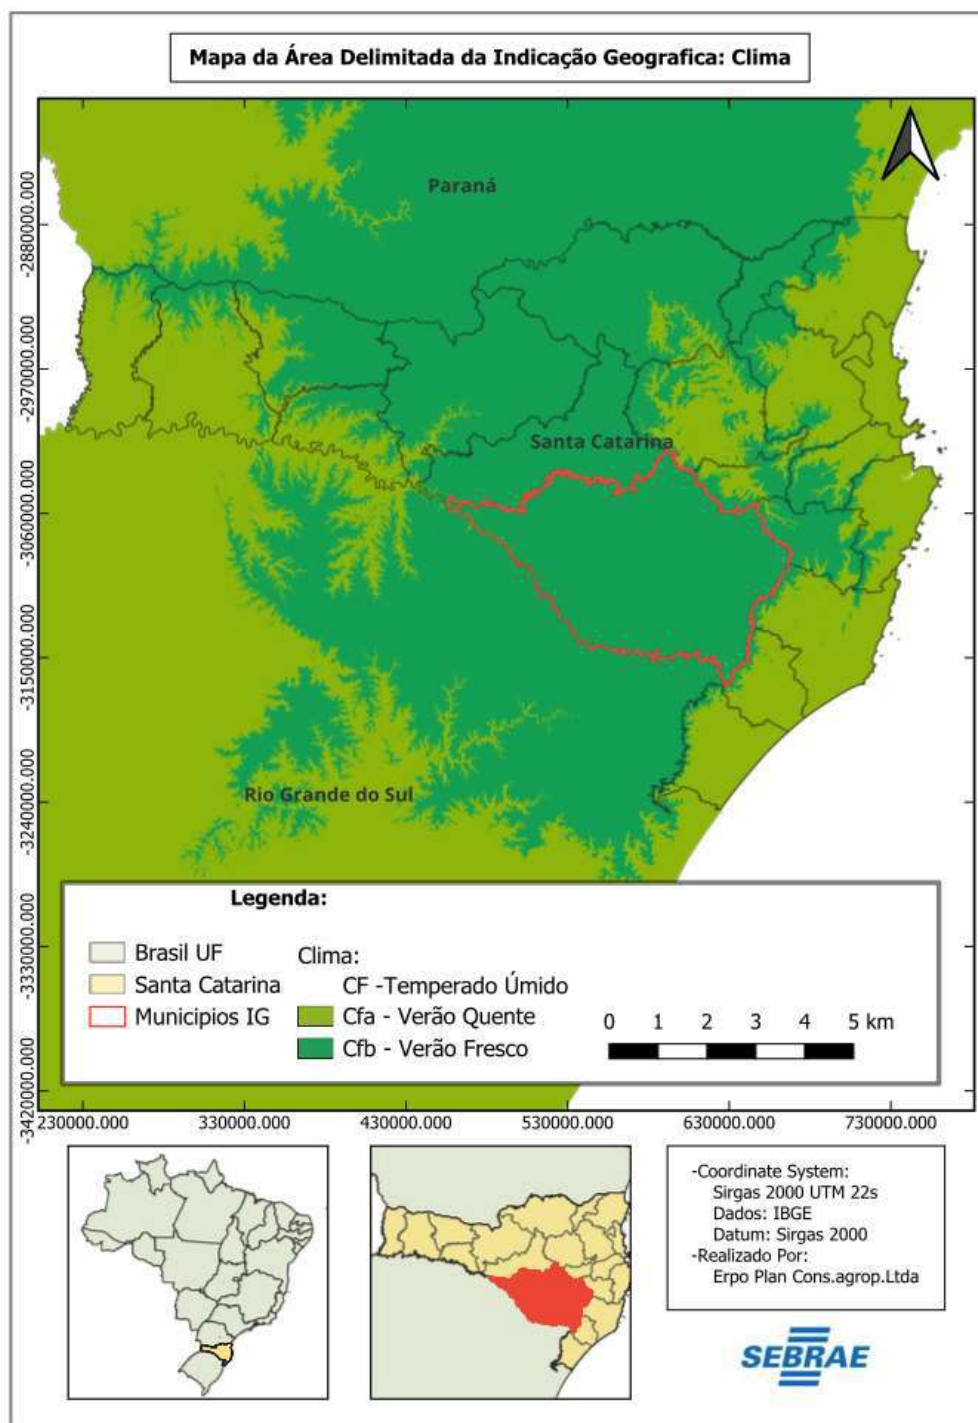 Mapa da Área Delimitada da Indicação Geografica: Clima
Paraná
Santa Catarina
Rio Grande do Sul
-2880000.000
-2970000.000
-3060000.000
-3150000.000
-3240000.000
-3330000.000
-3420000.000
Legenda:
Brasil UF
Santa Catarina
Municipios IG
Clima:
CF -Temperado Úmido
Cfa - Verão Quente
Cfb - Verão Fresco
0 1 2 3 4 5 km
230000.000 330000.000 430000.000 530000.000 630000.000 730000.000
-Coordinate System:
Sirgas 2000 UTM 22s
Dados: IBGE
Datum: Sirgas 2000
-Realizado Por:
Erpo Plan Cons.agrop.Ltda
SEBRAE